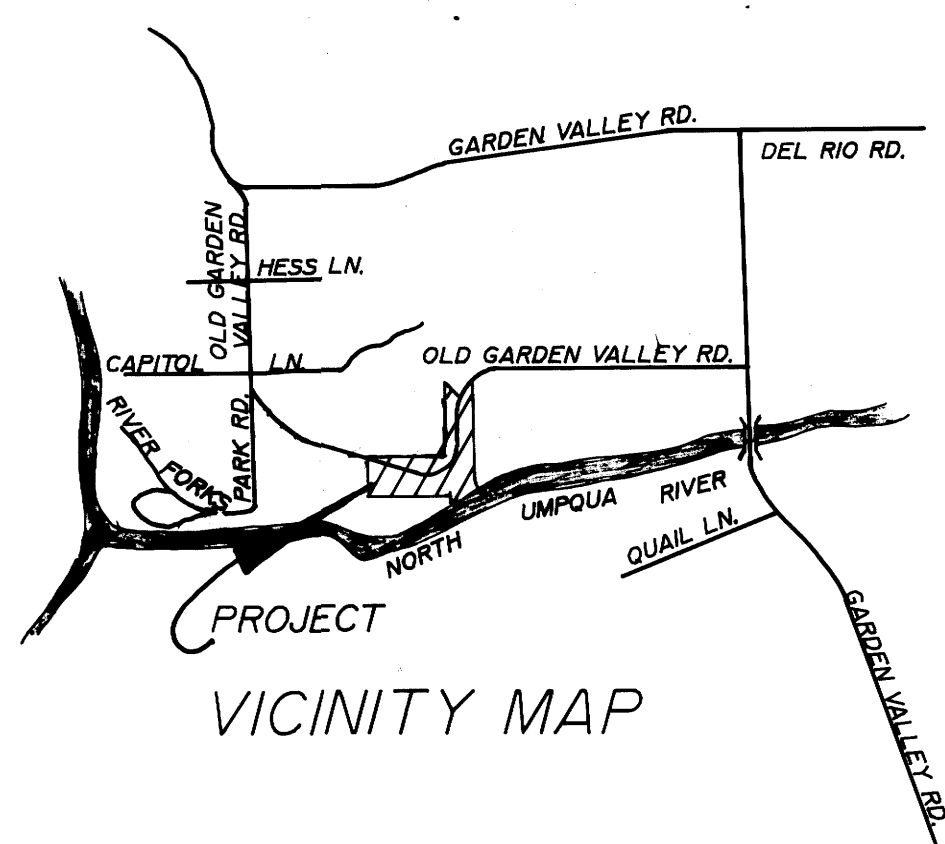 GARDEN VALLEY RD.
DEL RIO RD.
OLD GARDEN
VALLEY RD.
HESS LN.
CAPITOL LN.
OLD GARDEN VALLEY RD.
RIVER FORKS
PARK RD.
NORTH UMPQUA RIVER
QUAIL LN.
GARDEN VALLEY RD.
PROJECT
VICINITY MAP